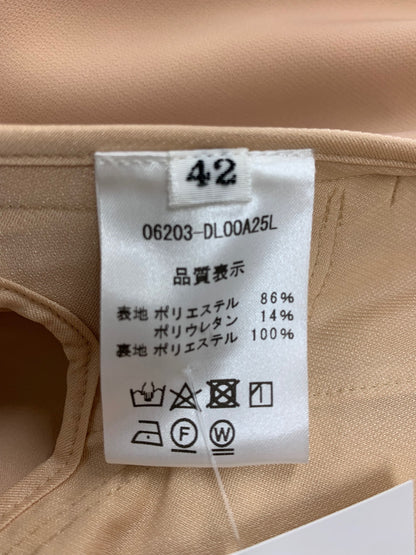 42
06203-DL00A25L
品質表示
表地 ポリエステル 86%
ポリウレタン 14%
裏地 ポリエステル 100%
F W